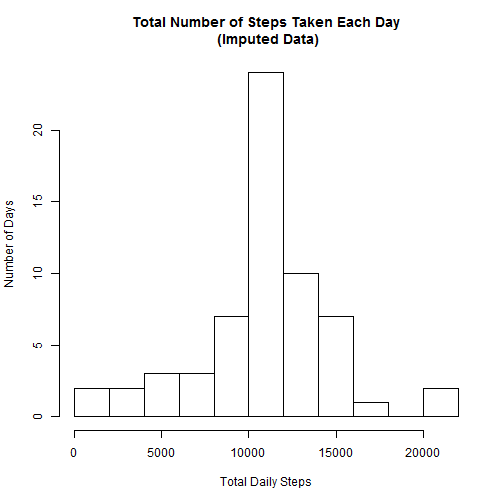 Total Number of Steps Taken Each Day
(Imputed Data)
20
15
10
5
0
Number of Days
0 5000 10000 15000 20000
Total Daily Steps